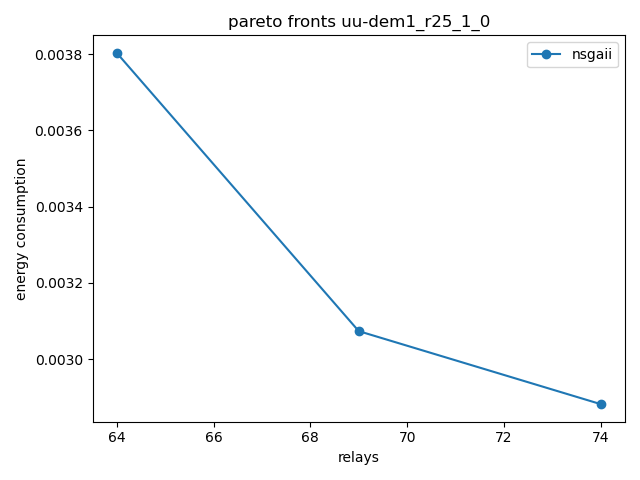 pareto fronts uu-dem1_r25_1_0
nsgaii
energy consumption
0.0038
0.0036
0.0034
0.0032
0.0030
64 66 68 70 72 74
relays